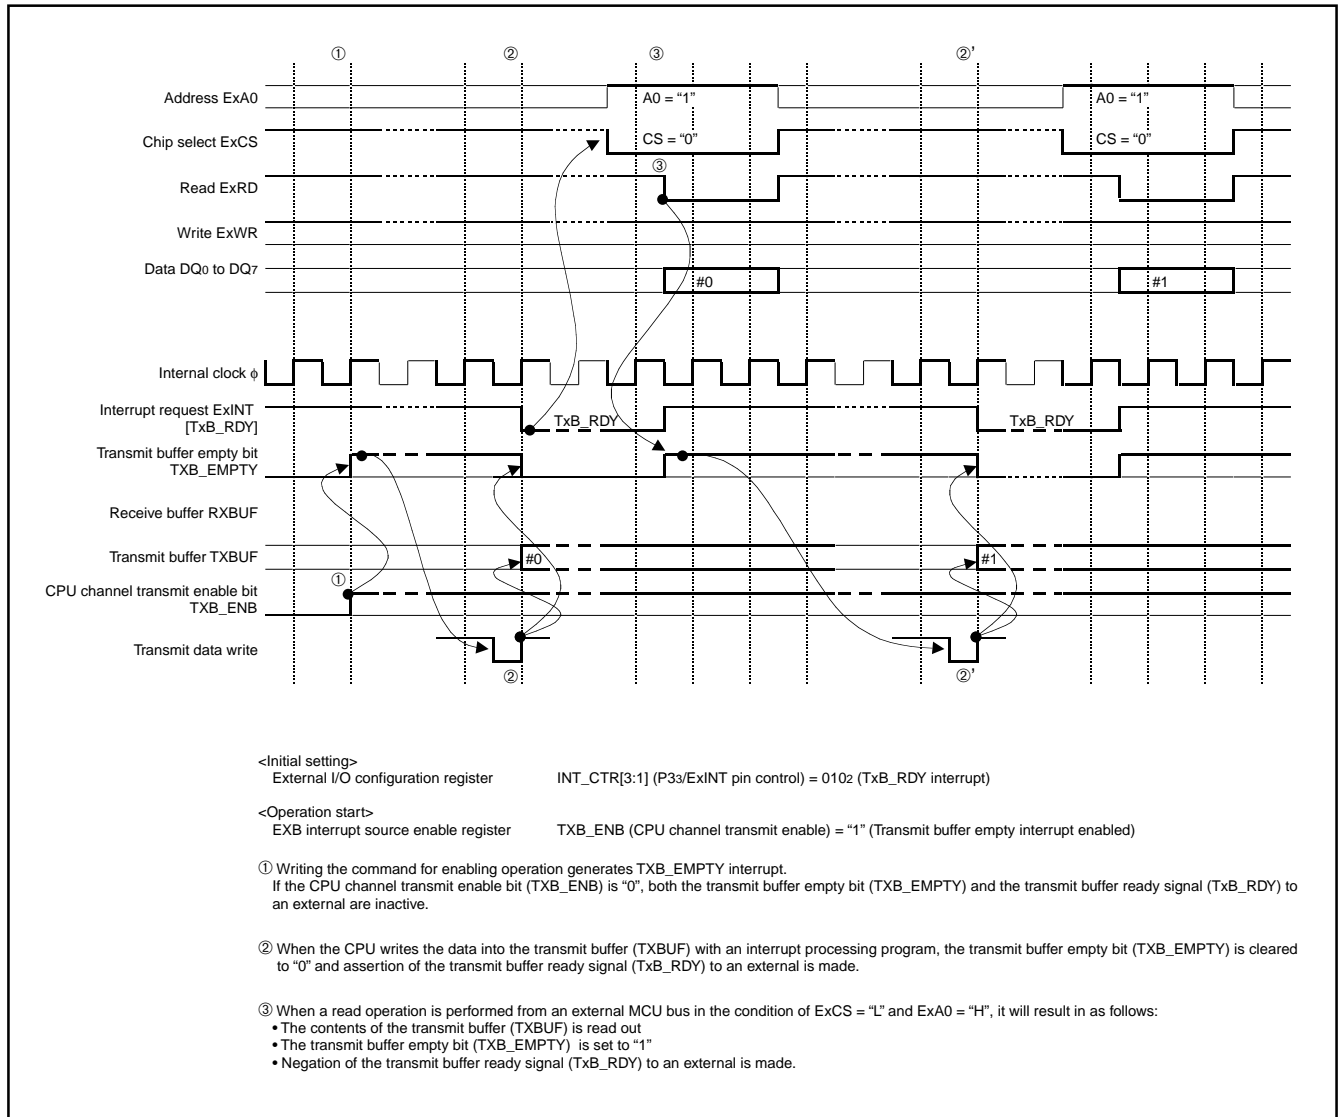 ① ② ③ ②’
Address ExA0 A0 = “1” A0 = “1”
Chip select ExCS CS = “0” CS = “0”
③
Read ExRD
Write ExWR
Data DQ0 to DQ7 #0 #1
Internal clock ϕ
Interrupt request ExINT
[TxB_RDY] TxB_RDY TxB_RDY
Transmit buffer empty bit
TXB_EMPTY
Receive buffer RXBUF
Transmit buffer TXBUF #0 #1
CPU channel transmit enable bit ①
TXB_ENB
Transmit data write
② ②’
<Initial setting>
External I/O configuration register INT_CTR[3:1] (P33/ExINT pin control) = 0102 (TxB_RDY interrupt)
<Operation start>
EXB interrupt source enable register TXB_ENB (CPU channel transmit enable) = “1” (Transmit buffer empty interrupt enabled)
① Writing the command for enabling operation generates TXB_EMPTY interrupt.
If the CPU channel transmit enable bit (TXB_ENB) is “0”, both the transmit buffer empty bit (TXB_EMPTY) and the transmit buffer ready signal (TxB_RDY) to
an external are inactive.
② When the CPU writes the data into the transmit buffer (TXBUF) with an interrupt processing program, the transmit buffer empty bit (TXB_EMPTY) is cleared
to “0” and assertion of the transmit buffer ready signal (TxB_RDY) to an external is made.
③ When a read operation is performed from an external MCU bus in the condition of ExCS = “L” and ExA0 = “H”, it will result in as follows:
• The contents of the transmit buffer (TXBUF) is read out
• The transmit buffer empty bit (TXB_EMPTY) is set to “1”
• Negation of the transmit buffer ready signal (TxB_RDY) to an external is made.